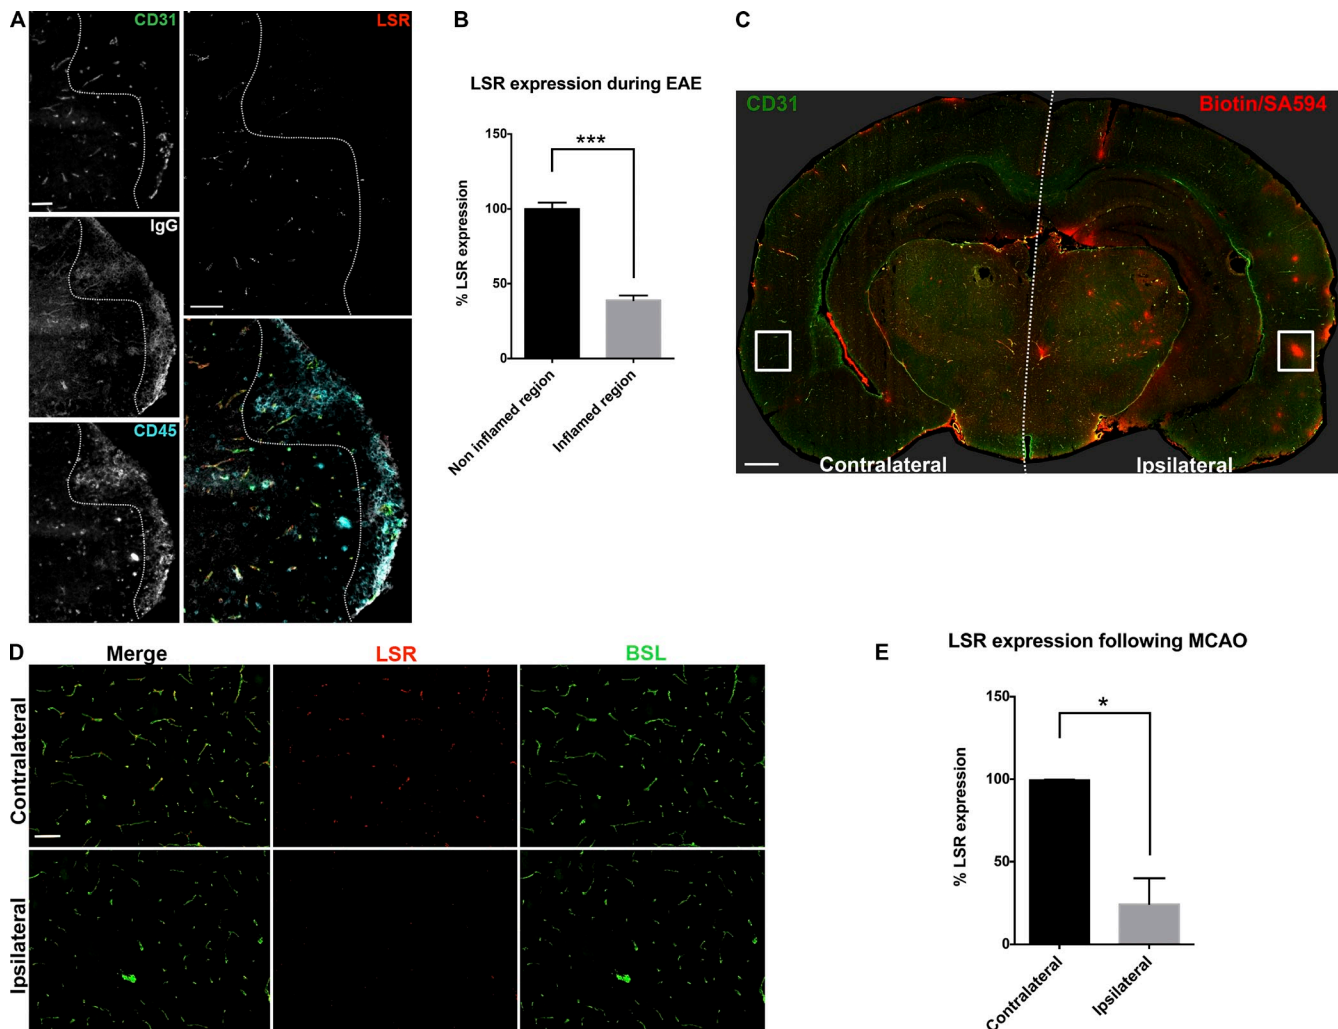 A
CD31
LSR
IgG
CD45
B
LSR expression during EAE
150
100
50
0
% LSR expression
***
Non inflamed region
Inflamed region
C
CD31
Biotin/SA594
Contralateral
Ipsilateral
D
Merge
LSR
BSL
Contralateral
Ipsilateral
E
LSR expression following MCAO
150
100
50
0
% LSR expression
*
Contralateral
Ipsilateral